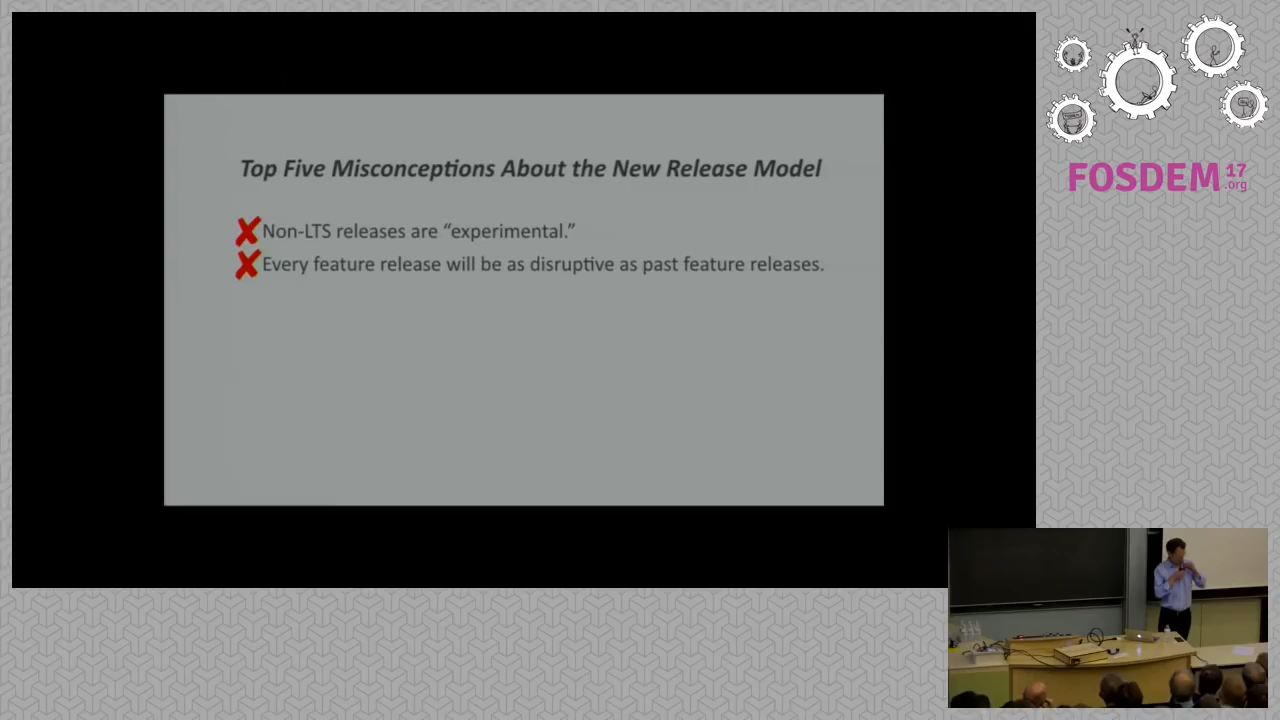 Top Five Misconceptions About the New Release Model
✘Non-LTS releases are “experimental.”
✘Every feature release will be as disruptive as past feature releases.
FOSDEM 17 .org